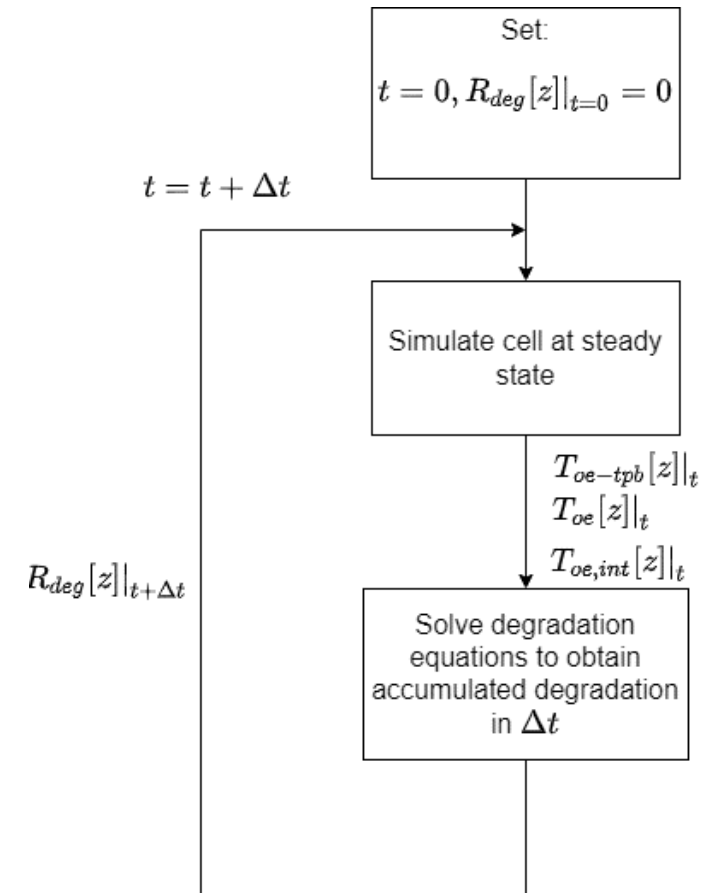 Set:
t = 0, R_{deg}[z]|_{t=0} = 0
t = t + Δt
Simulate cell at steady
state
T_{oe-tpb}[z]|_t
T_{oe}[z]|_t
T_{oe,int}[z]|_t
R_{deg}[z]|_{t+Δt}
Solve degradation
equations to obtain
accumulated degradation
in Δt